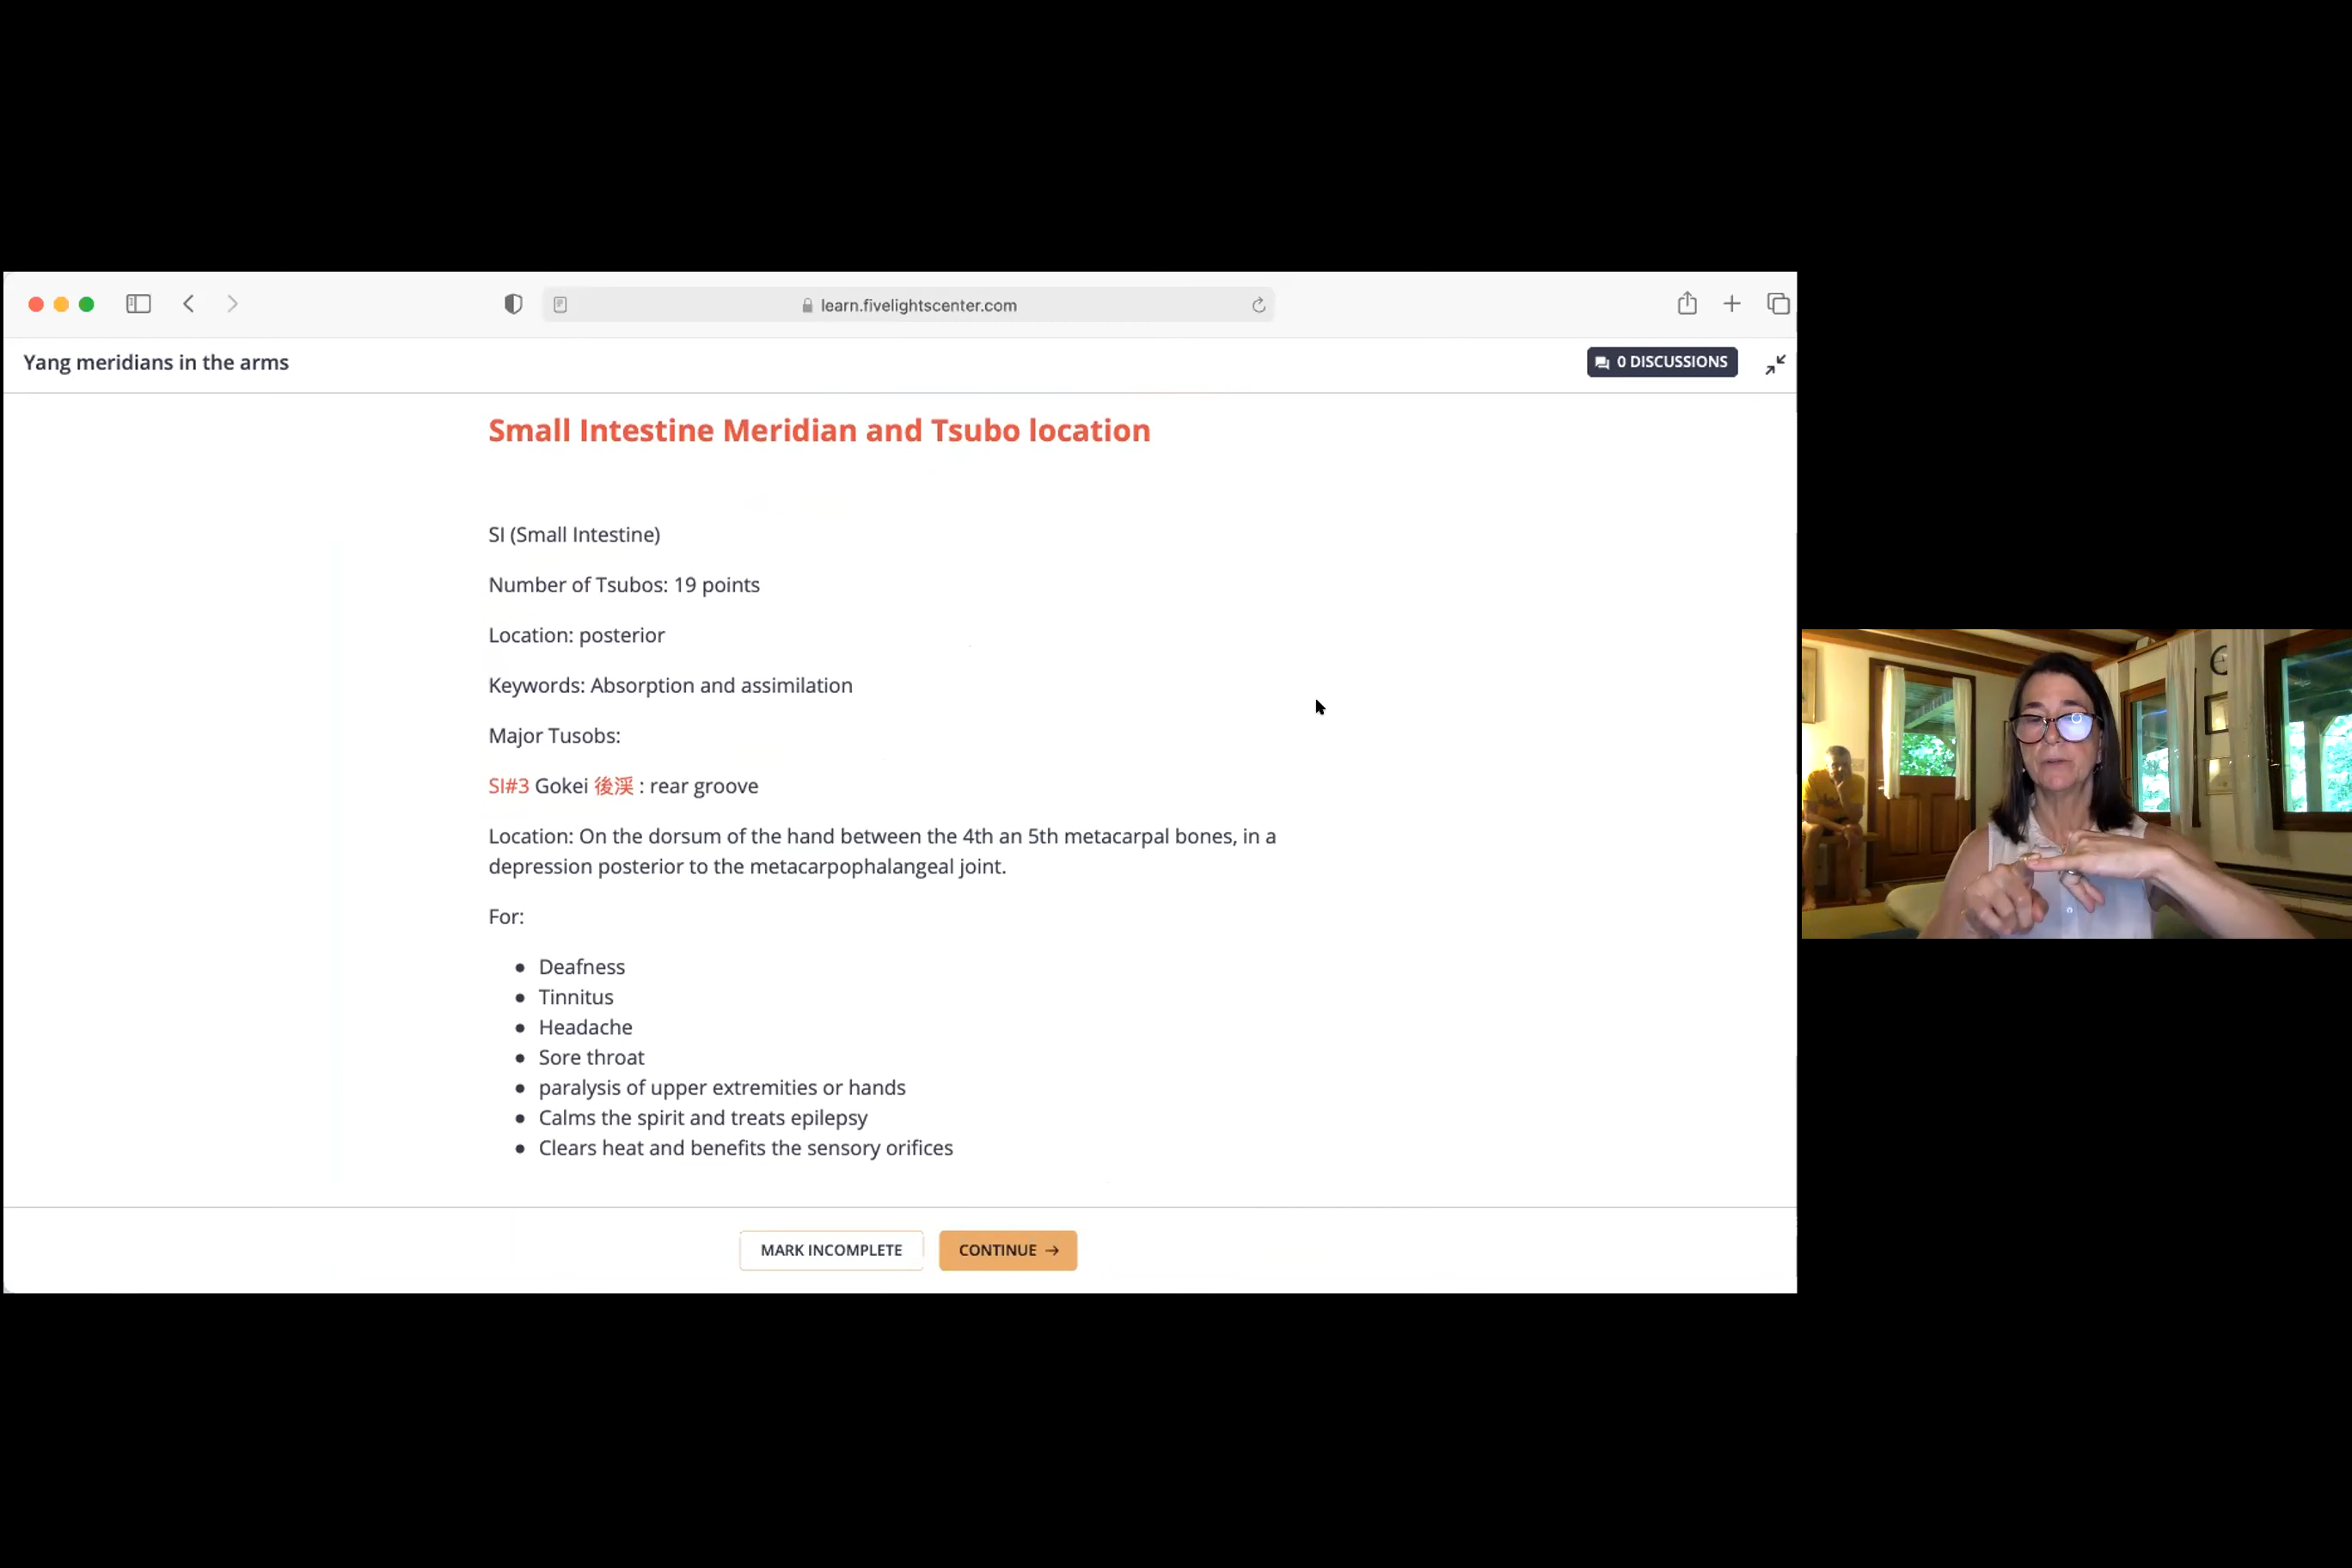 learn.fivelightscenter.com
Yang meridians in the arms
0 DISCUSSIONS
Small Intestine Meridian and Tsubo location
SI (Small Intestine)
Number of Tsubos: 19 points
Location: posterior
Keywords: Absorption and assimilation
Major Tusobs:
SI#3 Gokei 後渓 : rear groove
Location: On the dorsum of the hand between the 4th an 5th metacarpal bones, in a
depression posterior to the metacarpophalangeal joint.
For:
• Deafness
• Tinnitus
• Headache
• Sore throat
• paralysis of upper extremities or hands
• Calms the spirit and treats epilepsy
• Clears heat and benefits the sensory orifices
MARK INCOMPLETE
CONTINUE →